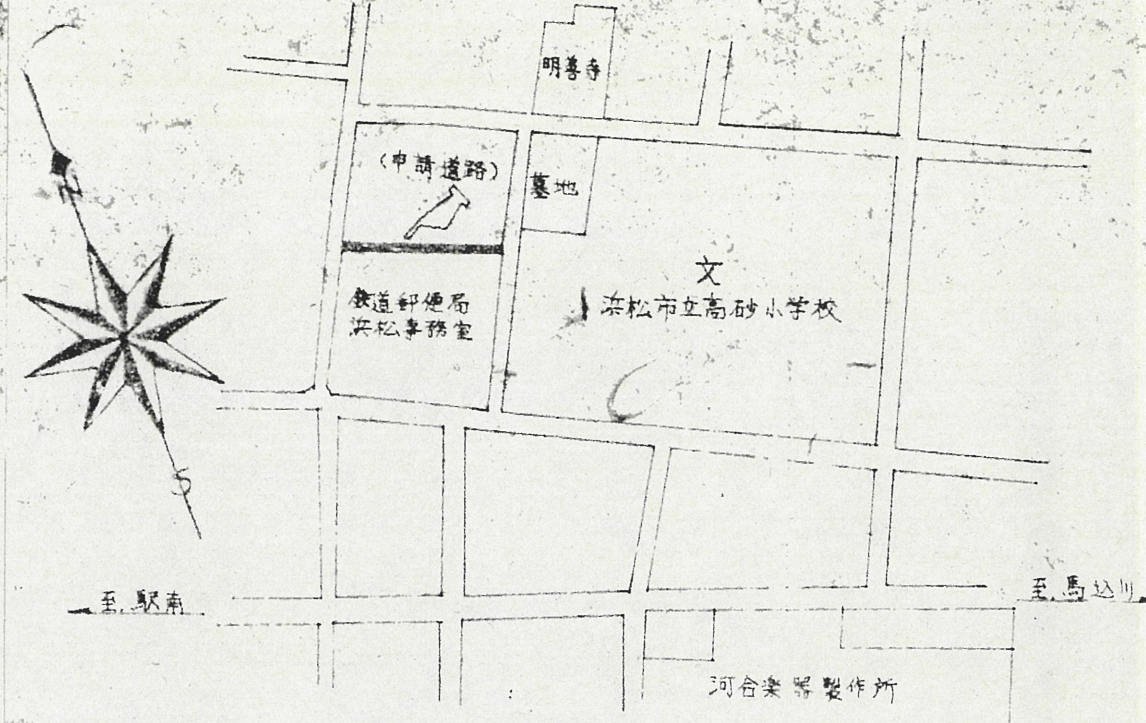 明善寺
(申請道路)
墓地
文
浜松市立高砂小学校
鉄道郵便局
浜松事務室
S
至 駅南
至 馬込川
河合楽器製作所